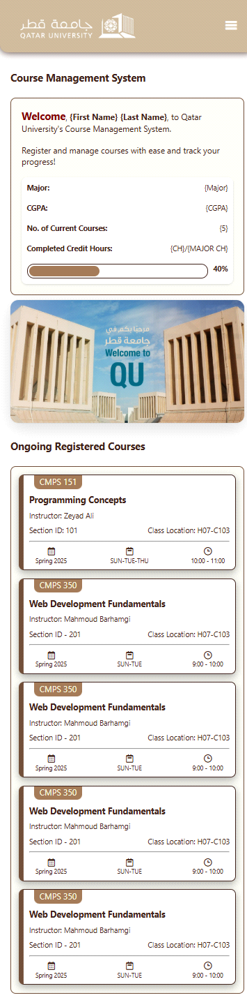 جامعة قطر
QATAR UNIVERSITY
Course Management System
Welcome, {First Name} {Last Name}, to Qatar
University's Course Management System.
Register and manage courses with ease and track your
progress!
Major: {Major}
CGPA: {CGPA}
No. of Current Courses: {5}
Completed Credit Hours: {CH}/{MAJOR CH}
40%
مرحبًا بكم في
جامعة قطر
Welcome to
QU
Ongoing Registered Courses
CMPS 151
Programming Concepts
Instructor: Zeyad Ali
Section ID: 101 Class Location: H07-C103
Spring 2025 SUN-TUE-THU 10:00 - 11:00
CMPS 350
Web Development Fundamentals
Instructor: Mahmoud Barhamgi
Section ID - 201 Class Location: H07-C103
Spring 2025 SUN-TUE 9:00 - 10:00
CMPS 350
Web Development Fundamentals
Instructor: Mahmoud Barhamgi
Section ID - 201 Class Location: H07-C103
Spring 2025 SUN-TUE 9:00 - 10:00
CMPS 350
Web Development Fundamentals
Instructor: Mahmoud Barhamgi
Section ID - 201 Class Location: H07-C103
Spring 2025 SUN-TUE 9:00 - 10:00
CMPS 350
Web Development Fundamentals
Instructor: Mahmoud Barhamgi
Section ID - 201 Class Location: H07-C103
Spring 2025 SUN-TUE 9:00 - 10:00